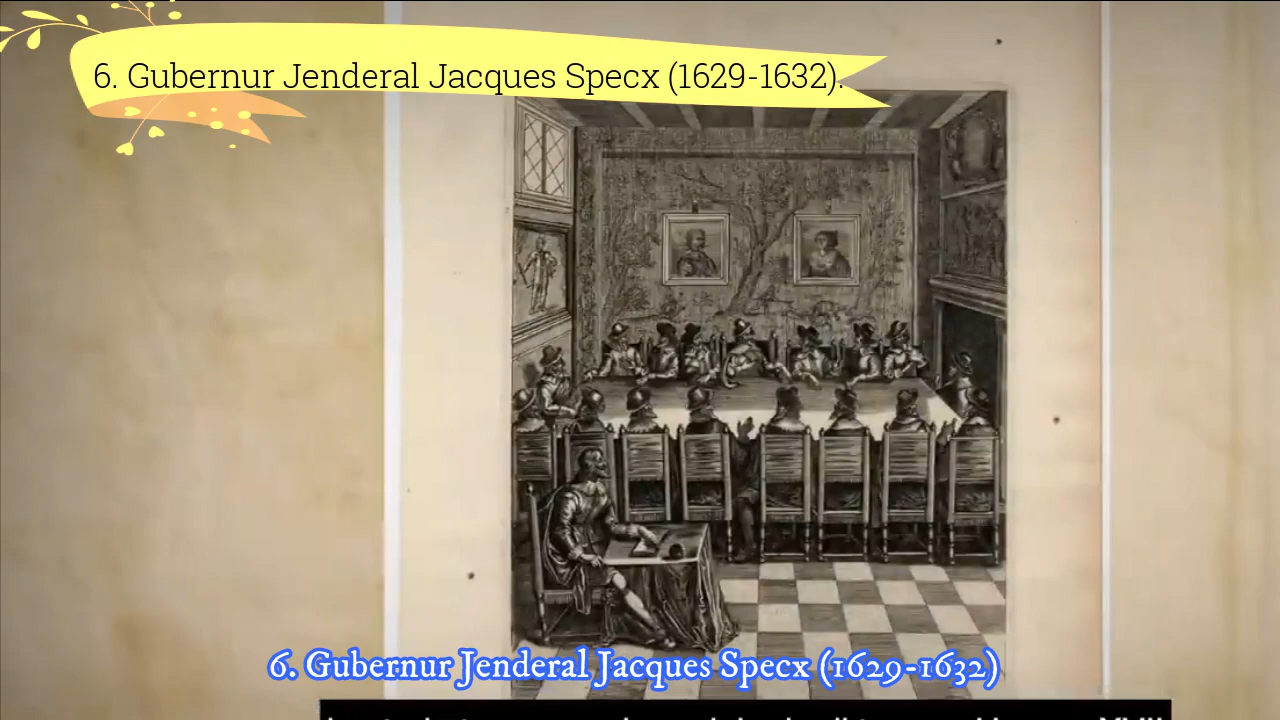 6. Gubernur Jenderal Jacques Specx (1629-1632).
6. Gubernur Jenderal Jacques Specx (1629-1632)